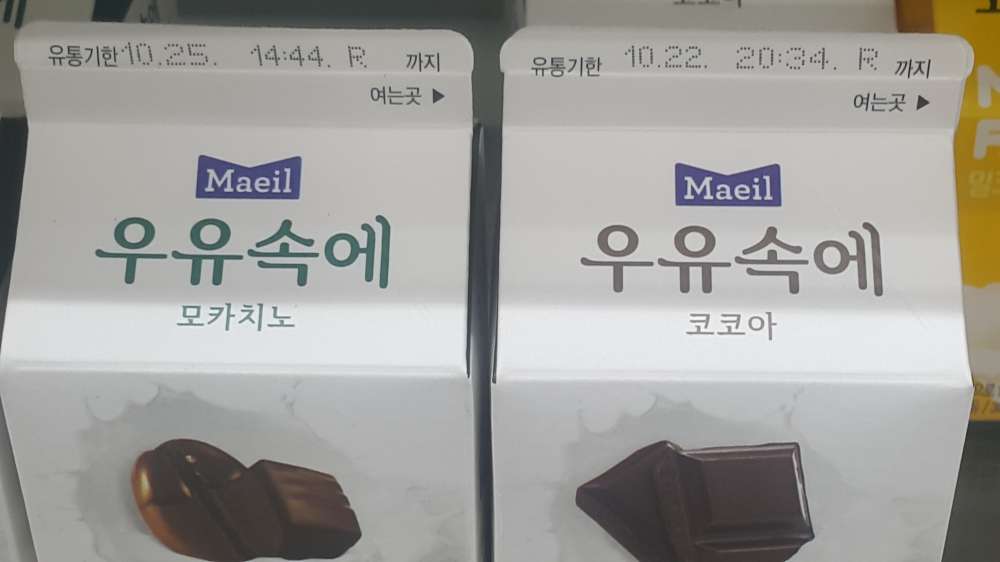 유통기한 10.25. 14:44. R 까지
여는곳 ▶
Maeil
우유속에
모카치노
유통기한 10.22. 20:34. R 까지
여는곳 ▶
Maeil
우유속에
코코아